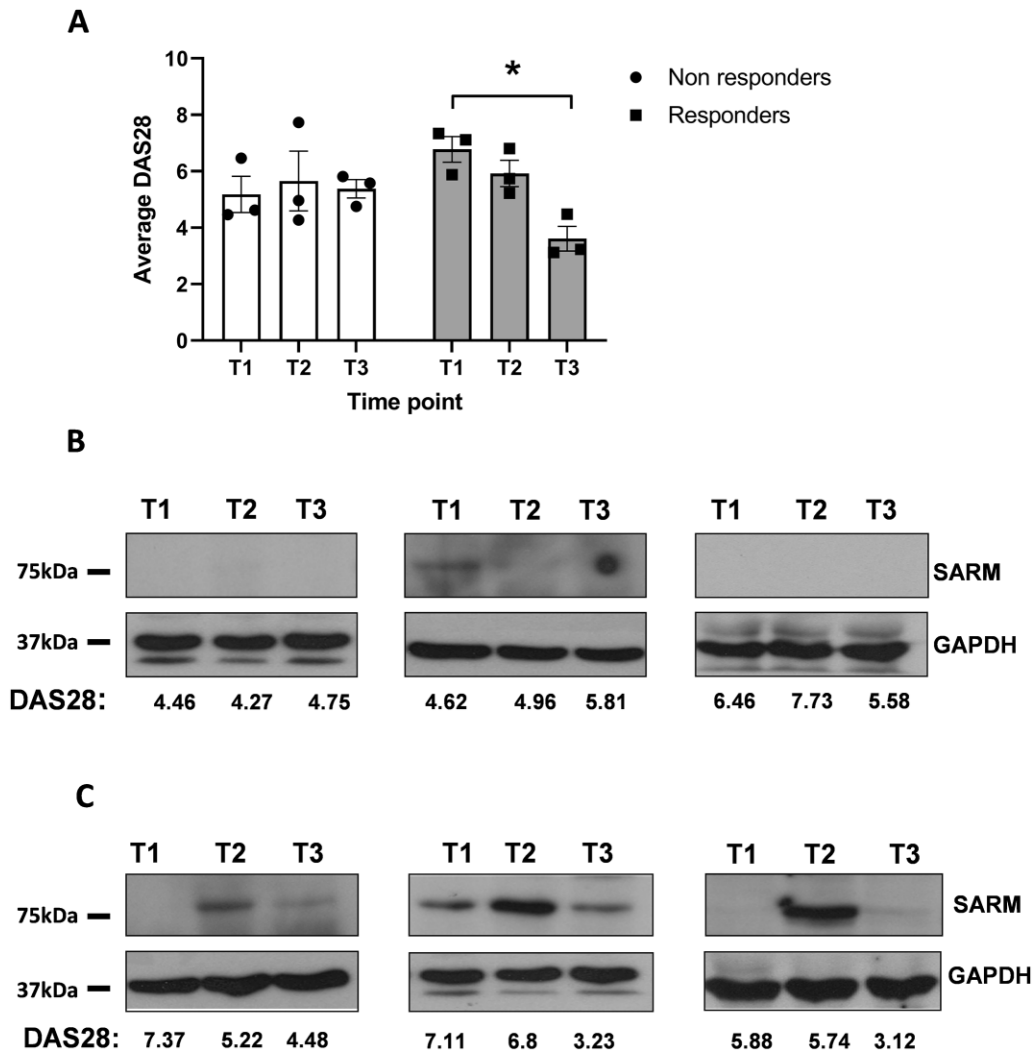 A
Average DAS28
10
8
6
4
2
0
*
Non responders
Responders
T1 T2 T3 T1 T2 T3
Time point
B
T1 T2 T3 T1 T2 T3 T1 T2 T3
75kDa SARM
37kDa GAPDH
DAS28: 4.46 4.27 4.75 4.62 4.96 5.81 6.46 7.73 5.58
C
T1 T2 T3 T1 T2 T3 T1 T2 T3
75kDa SARM
37kDa GAPDH
DAS28: 7.37 5.22 4.48 7.11 6.8 3.23 5.88 5.74 3.12